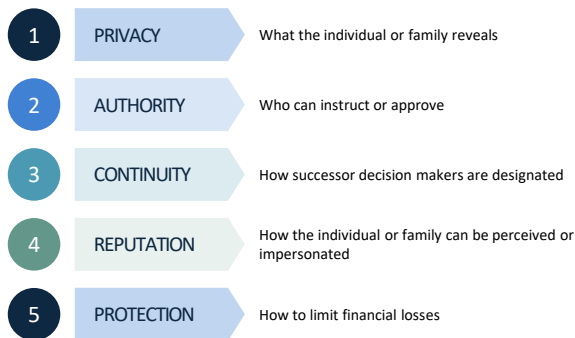 1 PRIVACY What the individual or family reveals
2 AUTHORITY Who can instruct or approve
3 CONTINUITY How successor decision makers are designated
4 REPUTATION How the individual or family can be perceived or
impersonated
5 PROTECTION How to limit financial losses